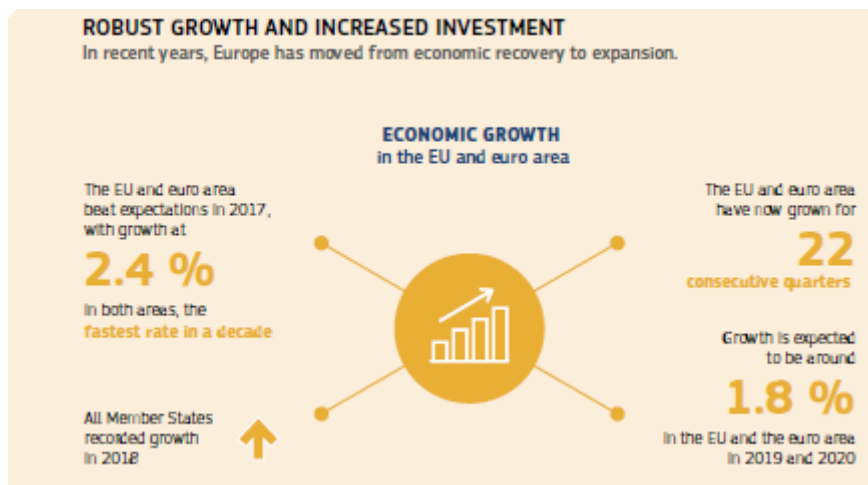 ROBUST GROWTH AND INCREASED INVESTMENT
In recent years, Europe has moved from economic recovery to expansion.
ECONOMIC GROWTH
in the EU and euro area
The EU and euro area
beat expectations in 2017,
with growth at
2.4 %
in both areas, the
fastest rate in a decade
All Member States
recorded growth
in 2018
The EU and euro area
have now grown for
22
consecutive quarters
Growth is expected
to be around
1.8 %
in the EU and the euro area
in 2019 and 2020